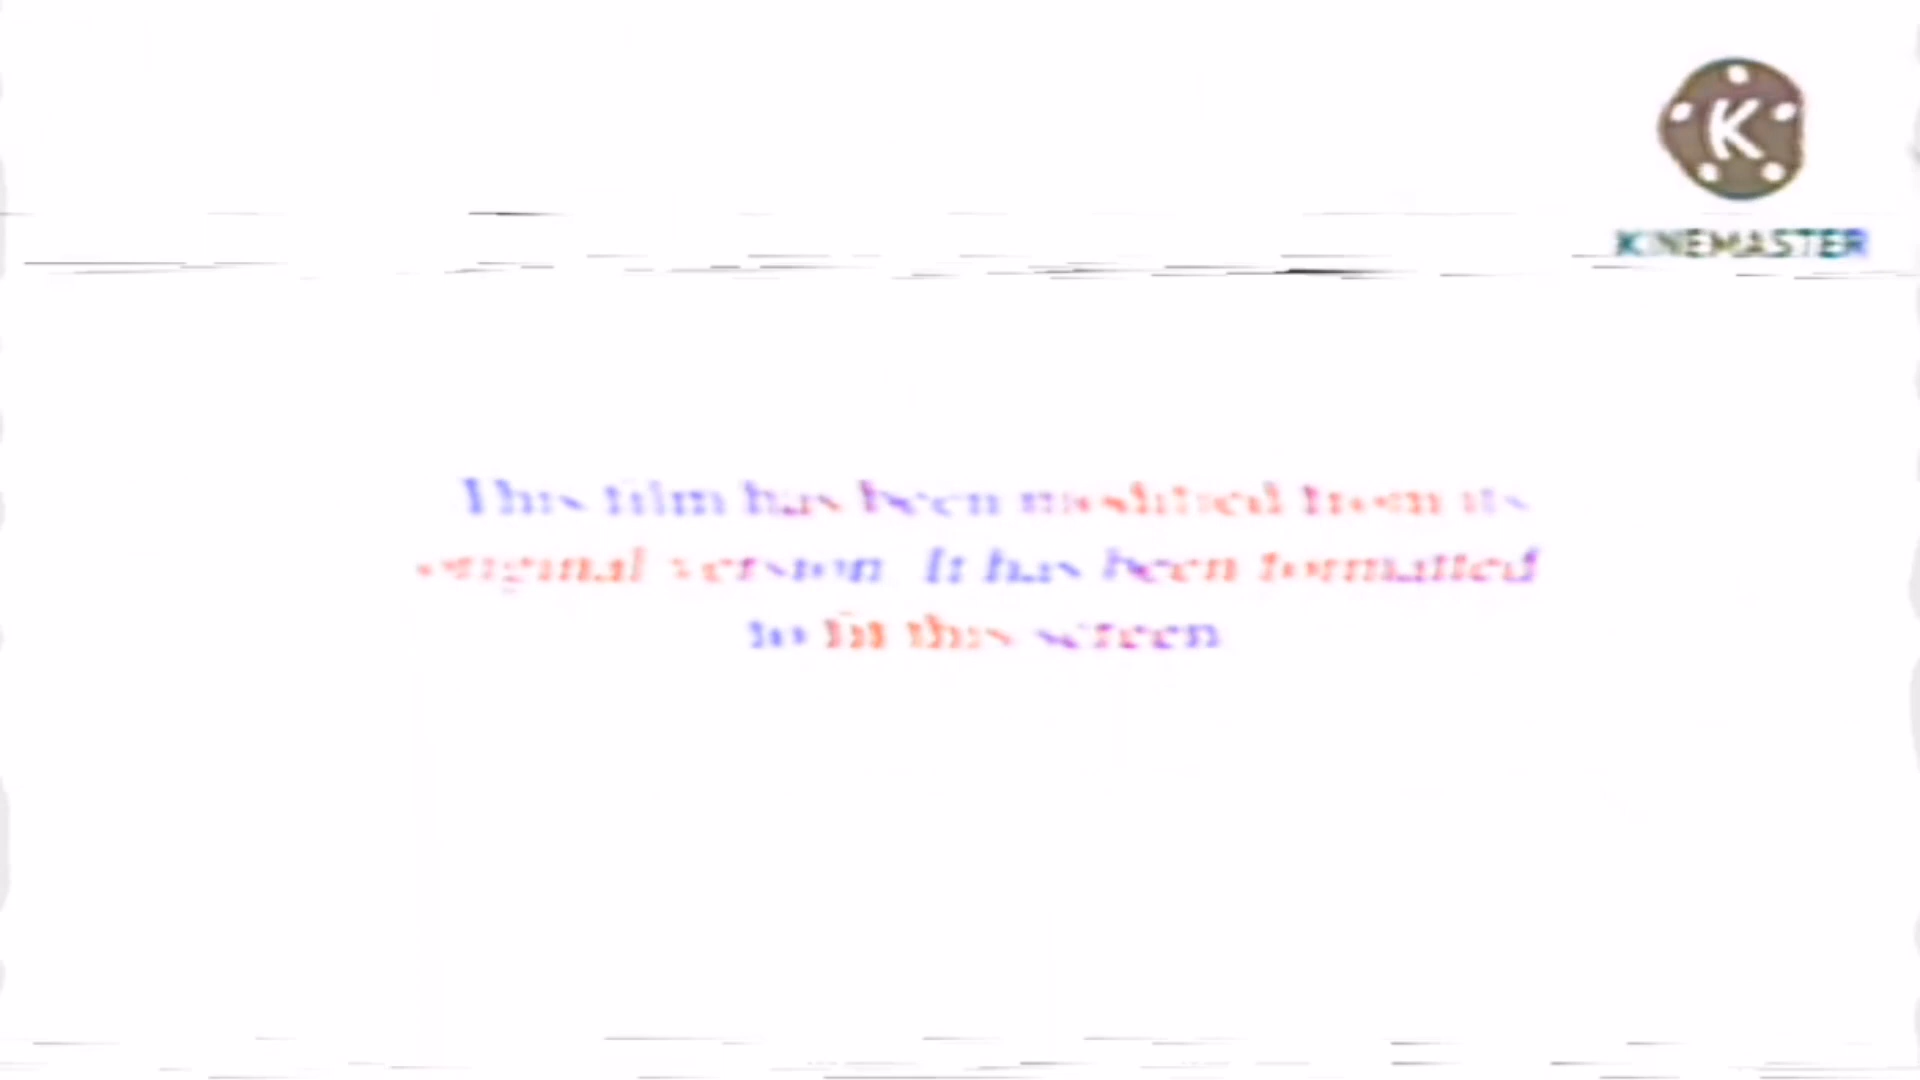 K
KINEMASTER
This film has been modified from its
original version. It has been formatted
to fit this screen